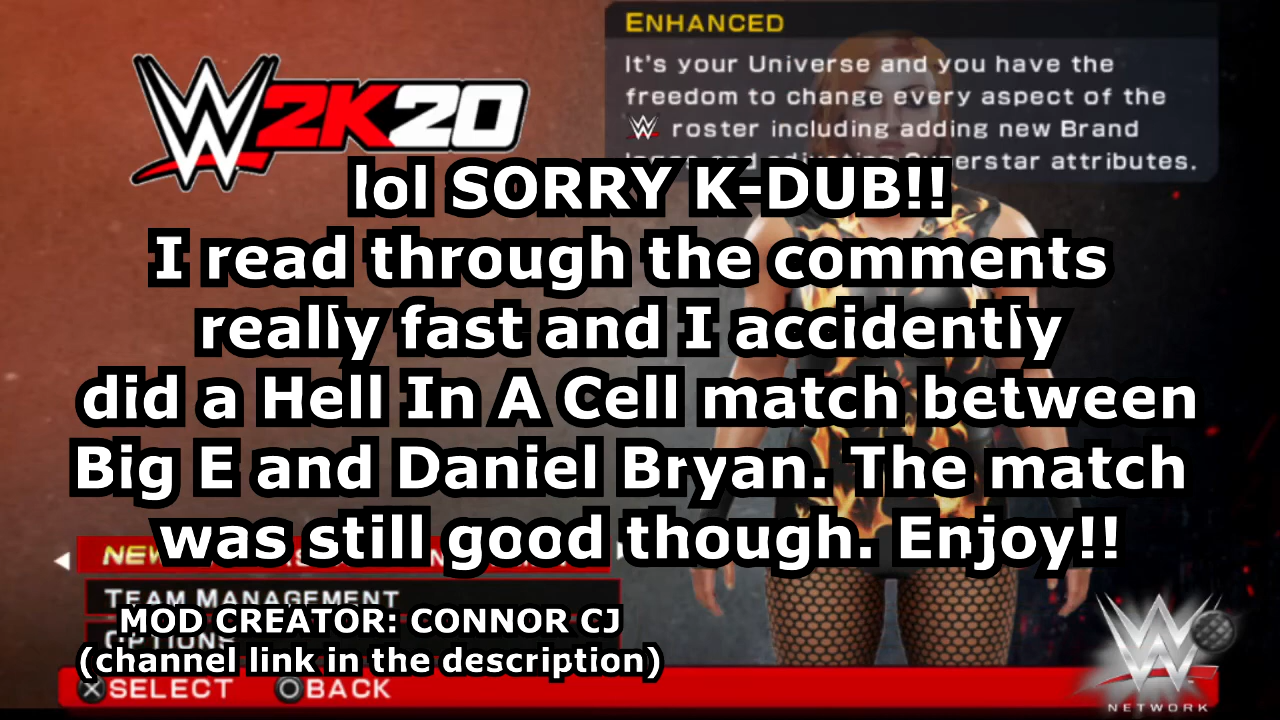 W2K20
ENHANCED
It's your Universe and you have the
freedom to change every aspect of the
W roster including adding new Brand
Superstar attributes.
lol SORRY K-DUB!!
I read through the comments
really fast and I accidently
did a Hell In A Cell match between
Big E and Daniel Bryan. The match
was still good though. Enjoy!!
NEW
TEAM MANAGEMENT
OPTIONS
MOD CREATOR: CONNOR CJ
(channel link in the description)
SELECT BACK
W
NETWORK